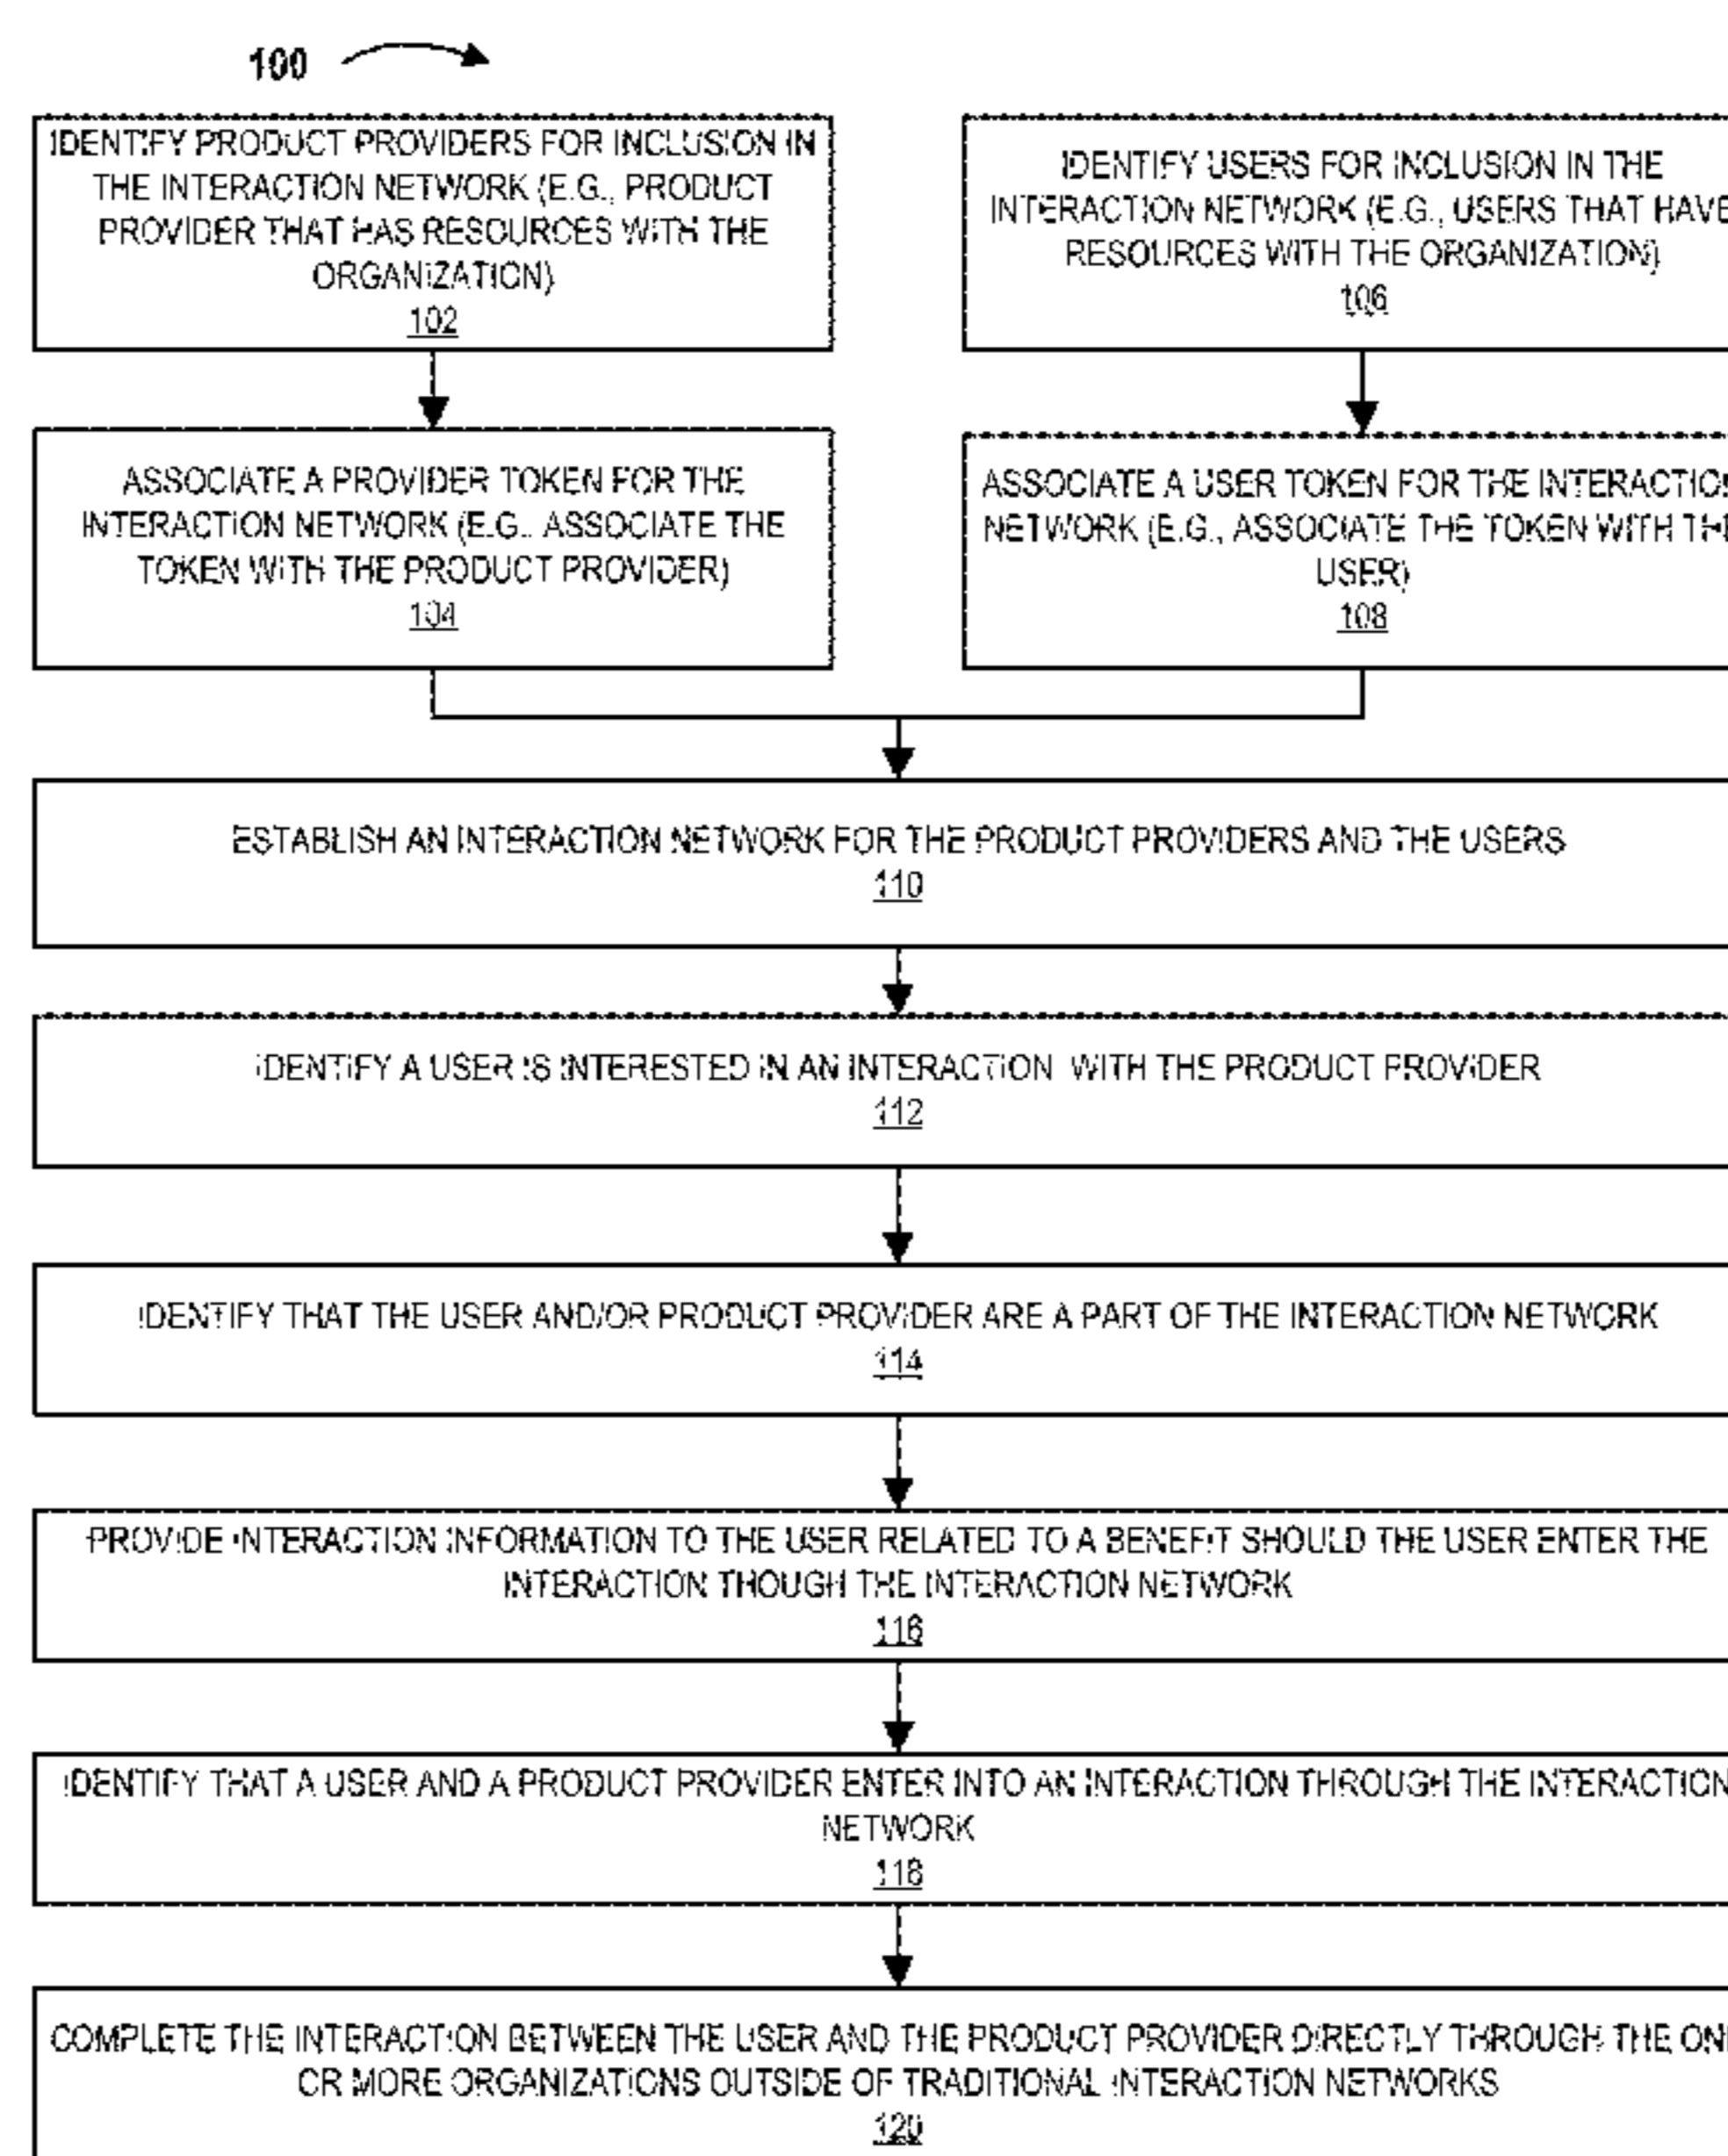 100
IDENTIFY PRODUCT PROVIDERS FOR INCLUSION IN
THE INTERACTION NETWORK (E.G., PRODUCT
PROVIDER THAT HAS RESOURCES WITH THE
ORGANIZATION)
102
IDENTIFY USERS FOR INCLUSION IN THE
INTERACTION NETWORK (E.G., USERS THAT HAVE
RESOURCES WITH THE ORGANIZATION)
106
ASSOCIATE A PROVIDER TOKEN FOR THE
INTERACTION NETWORK (E.G., ASSOCIATE THE
TOKEN WITH THE PRODUCT PROVIDER)
104
ASSOCIATE A USER TOKEN FOR THE INTERACTION
NETWORK (E.G., ASSOCIATE THE TOKEN WITH THE
USER)
108
ESTABLISH AN INTERACTION NETWORK FOR THE PRODUCT PROVIDERS AND THE USERS
110
IDENTIFY A USER IS INTERESTED IN AN INTERACTION WITH THE PRODUCT PROVIDER
112
IDENTIFY THAT THE USER AND/OR PRODUCT PROVIDER ARE A PART OF THE INTERACTION NETWORK
114
PROVIDE INTERACTION INFORMATION TO THE USER RELATED TO A BENEFIT SHOULD THE USER ENTER THE
INTERACTION THOUGH THE INTERACTION NETWORK
116
IDENTIFY THAT A USER AND A PRODUCT PROVIDER ENTER INTO AN INTERACTION THROUGH THE INTERACTION
NETWORK
118
COMPLETE THE INTERACTION BETWEEN THE USER AND THE PRODUCT PROVIDER DIRECTLY THROUGH THE ONE
OR MORE ORGANIZATIONS OUTSIDE OF TRADITIONAL INTERACTION NETWORKS
120